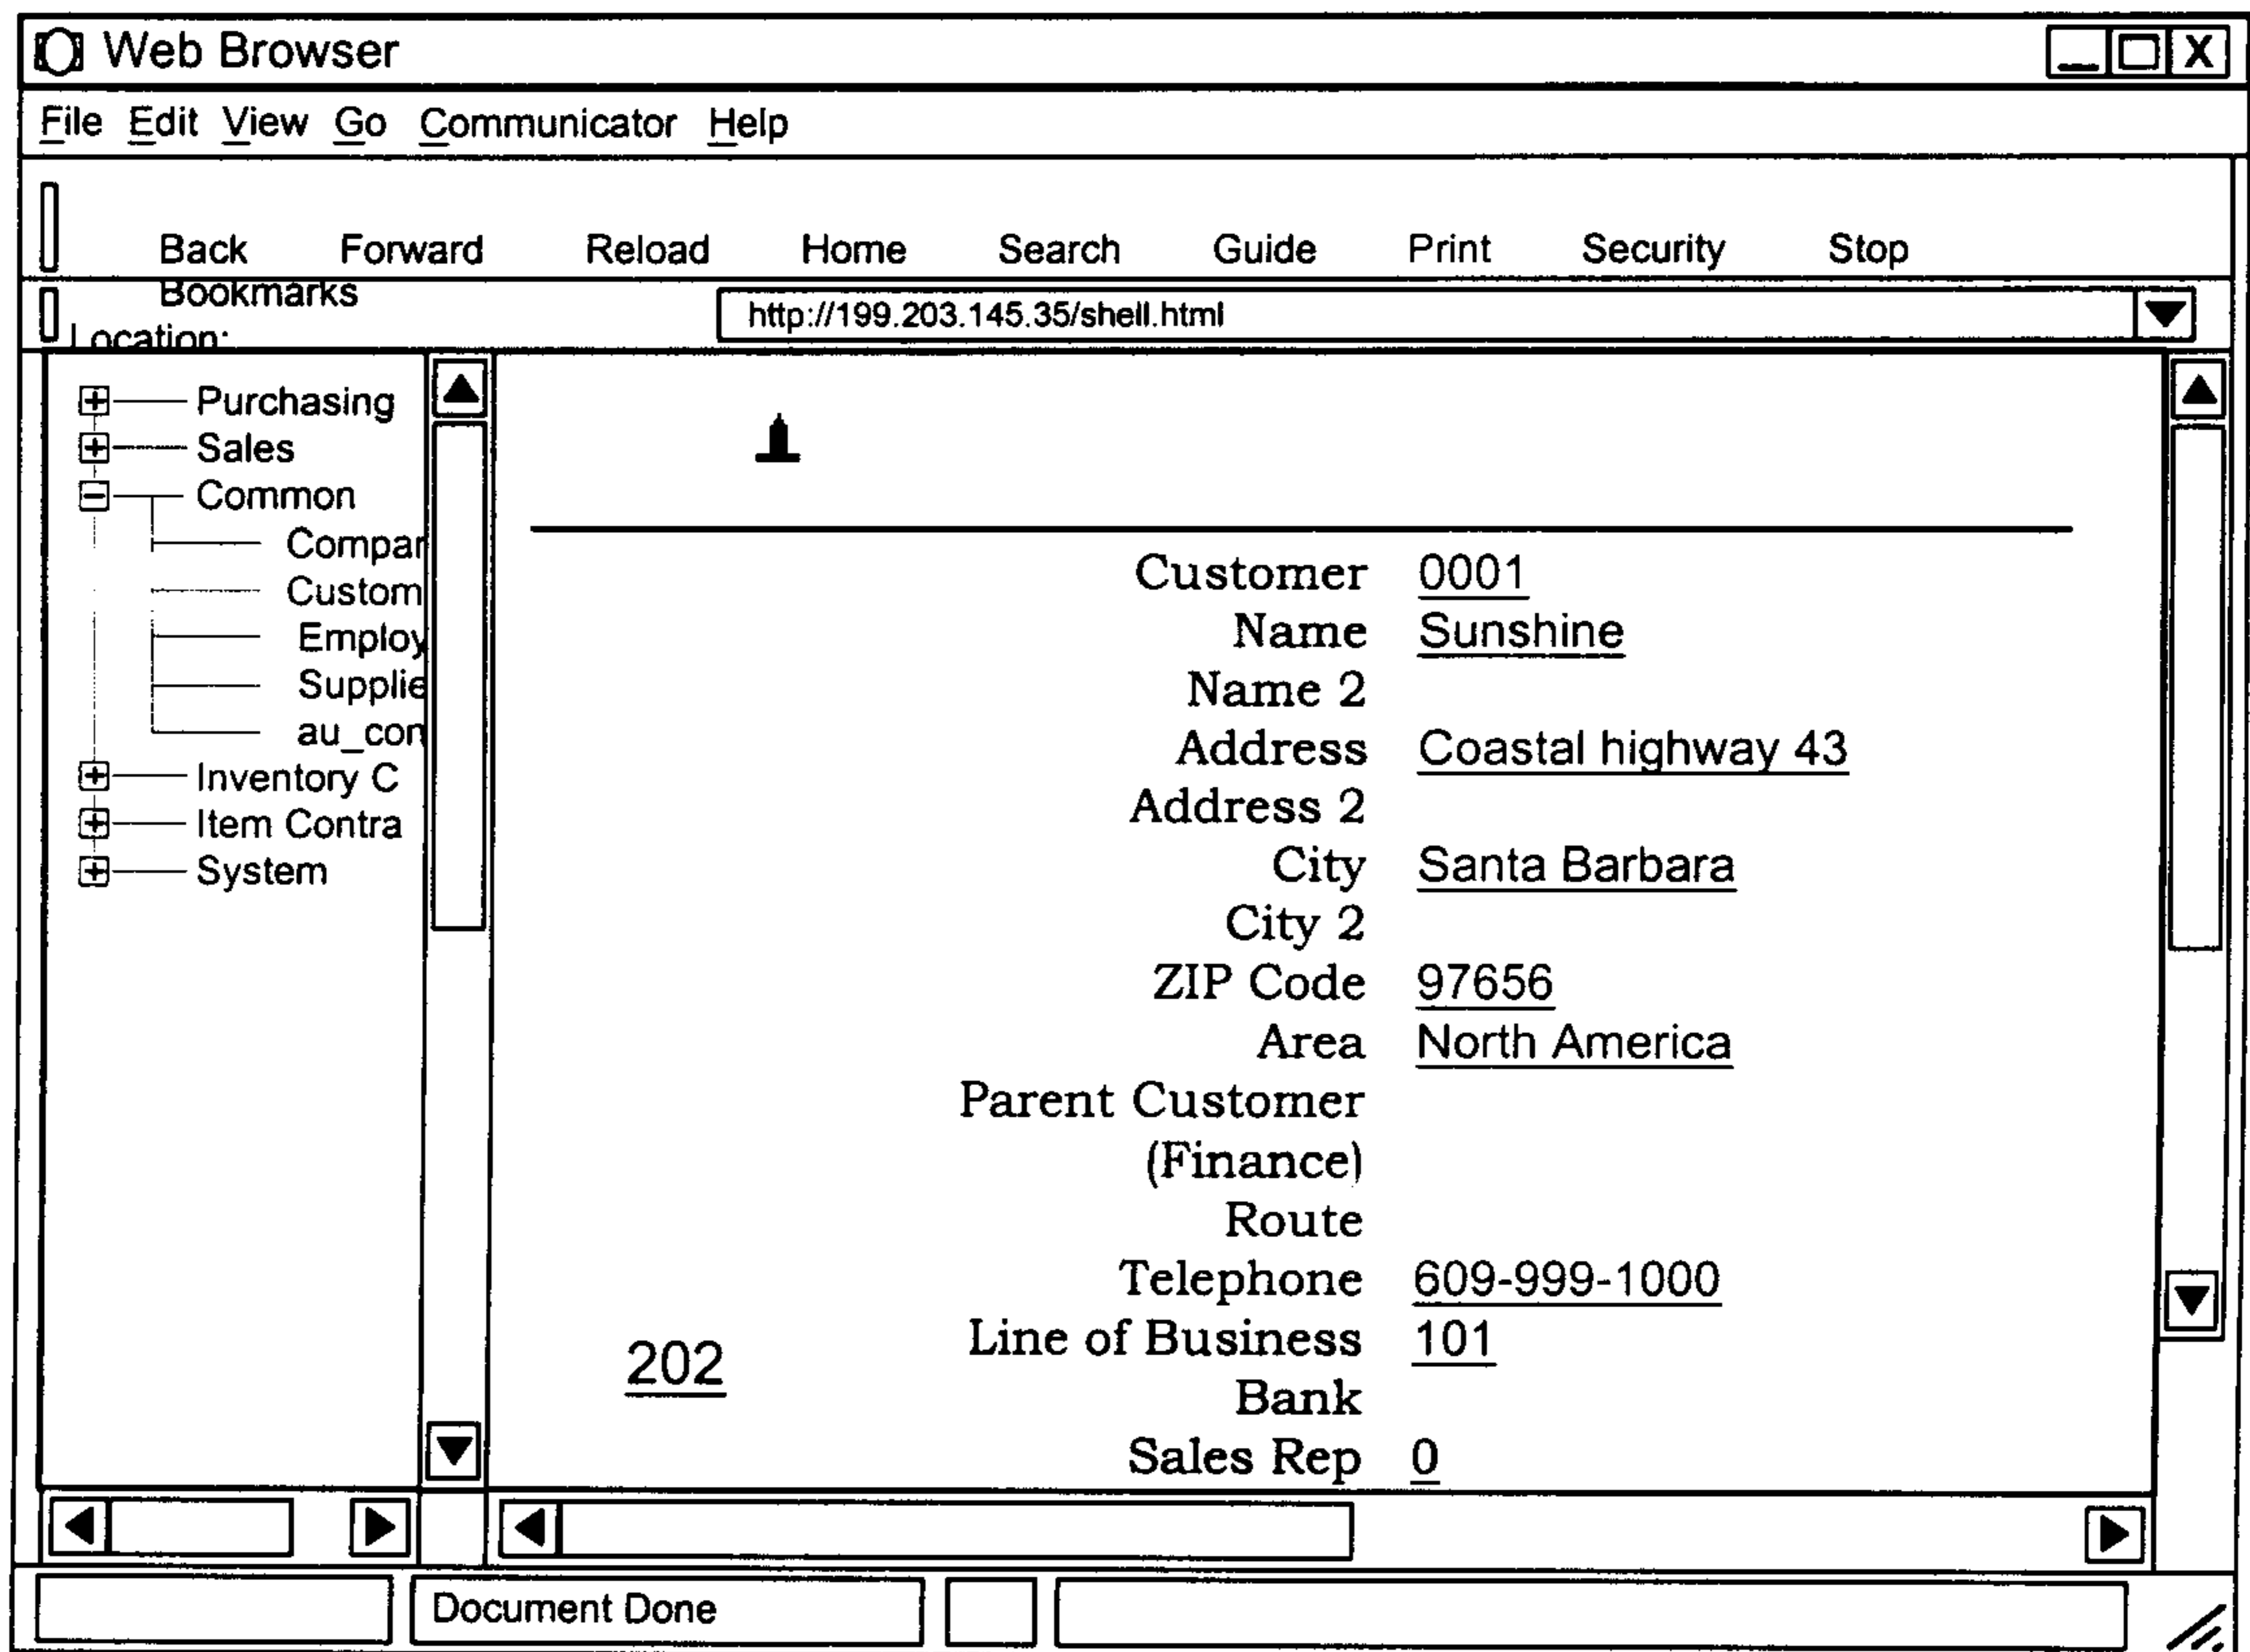 Web Browser
X
File Edit View Go Communicator Help
Back Forward Reload Home Search Guide Print Security Stop
Bookmarks
Location:
http://199.203.145.35/shell.html
Purchasing
Sales
Common
Compar
Custom
Employ
Supplie
au_con
Inventory C
Item Contra
System
Customer 0001
Name Sunshine
Name 2
Address Coastal highway 43
Address 2
City Santa Barbara
City 2
ZIP Code 97656
Area North America
Parent Customer
(Finance)
Route
Telephone 609-999-1000
Line of Business 101
202
Bank
Sales Rep 0
Document Done